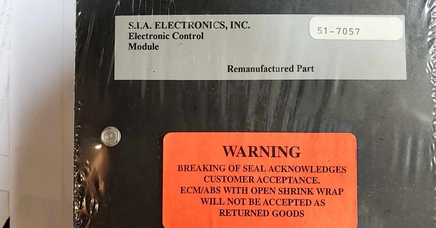 S.I.A. ELECTRONICS, INC.
Electronic Control
Module
51-7057
Remanufactured Part
WARNING
BREAKING OF SEAL ACKNOWLEDGES
CUSTOMER ACCEPTANCE.
ECM/ABS WITH OPEN SHRINK WRAP
WILL NOT BE ACCEPTED AS
RETURNED GOODS